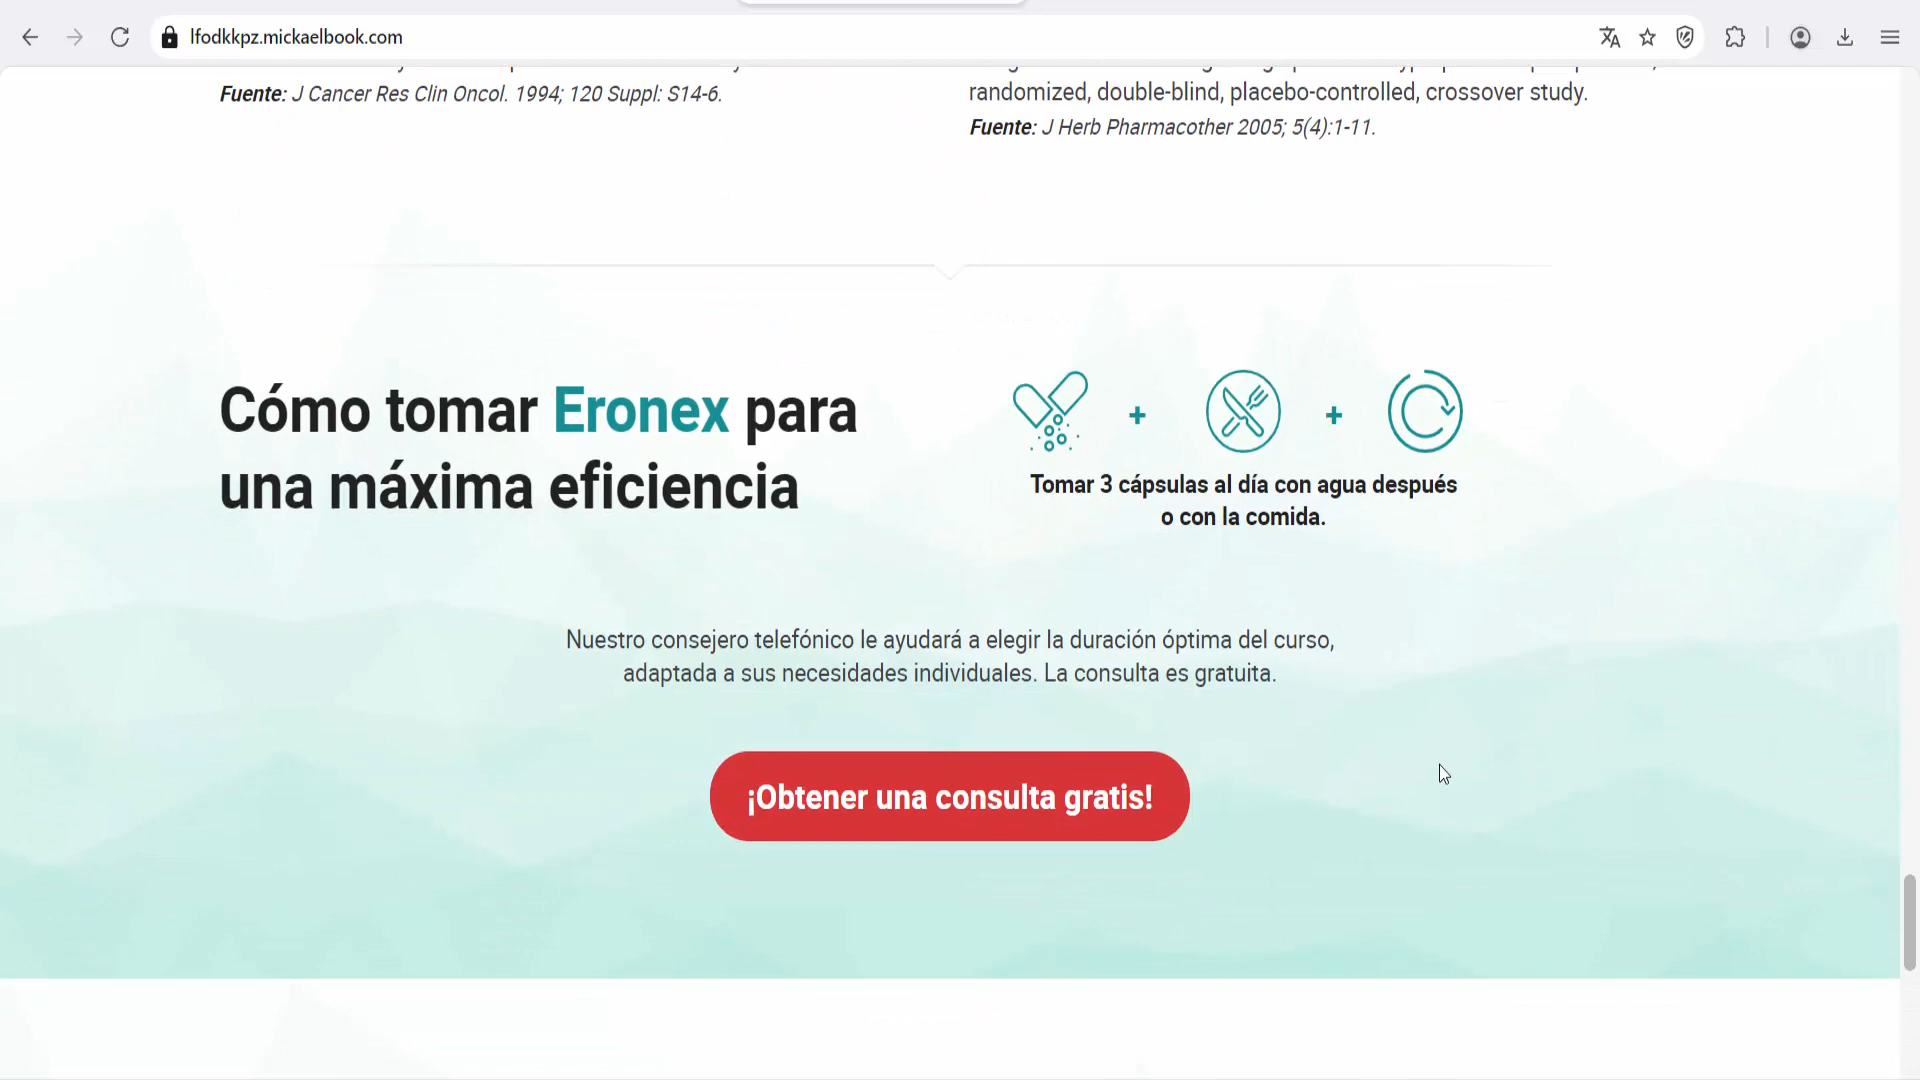 lfodkkpz.mickaelbook.com
Fuente: J Cancer Res Clin Oncol. 1994; 120 Suppl: S14-6.
randomized, double-blind, placebo-controlled, crossover study.
Fuente: J Herb Pharmacother 2005; 5(4):1-11.
Cómo tomar Eronex para
una máxima eficiencia
+ +
Tomar 3 cápsulas al día con agua después
o con la comida.
Nuestro consejero telefónico le ayudará a elegir la duración óptima del curso,
adaptada a sus necesidades individuales. La consulta es gratuita.
¡Obtener una consulta gratis!